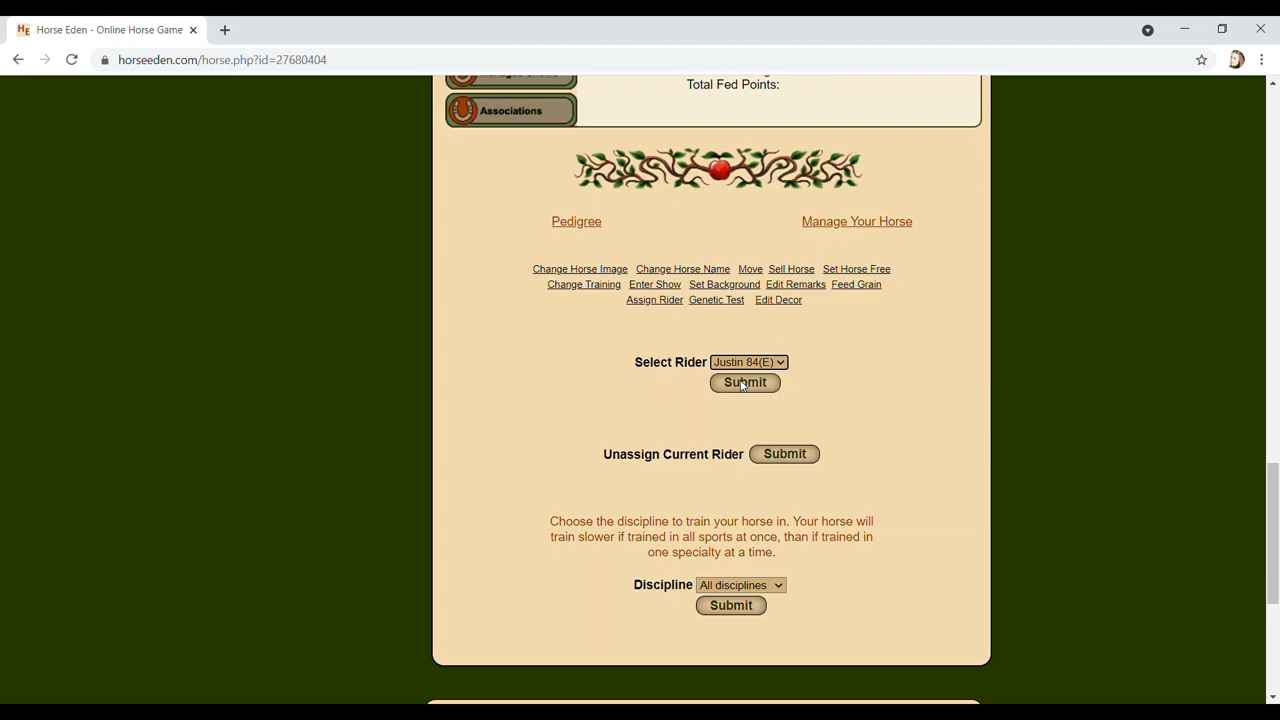 HE Horse Eden - Online Horse Game
horseeden.com/horse.php?id=27680404
Total Fed Points:
Associations
Pedigree Manage Your Horse
Change Horse Image Change Horse Name Move Sell Horse Set Horse Free
Change Training Enter Show Set Background Edit Remarks Feed Grain
Assign Rider Genetic Test Edit Decor
Select Rider Justin 84(E)
Submit
Unassign Current Rider Submit
Choose the discipline to train your horse in. Your horse will
train slower if trained in all sports at once, than if trained in
one specialty at a time.
Discipline All disciplines
Submit